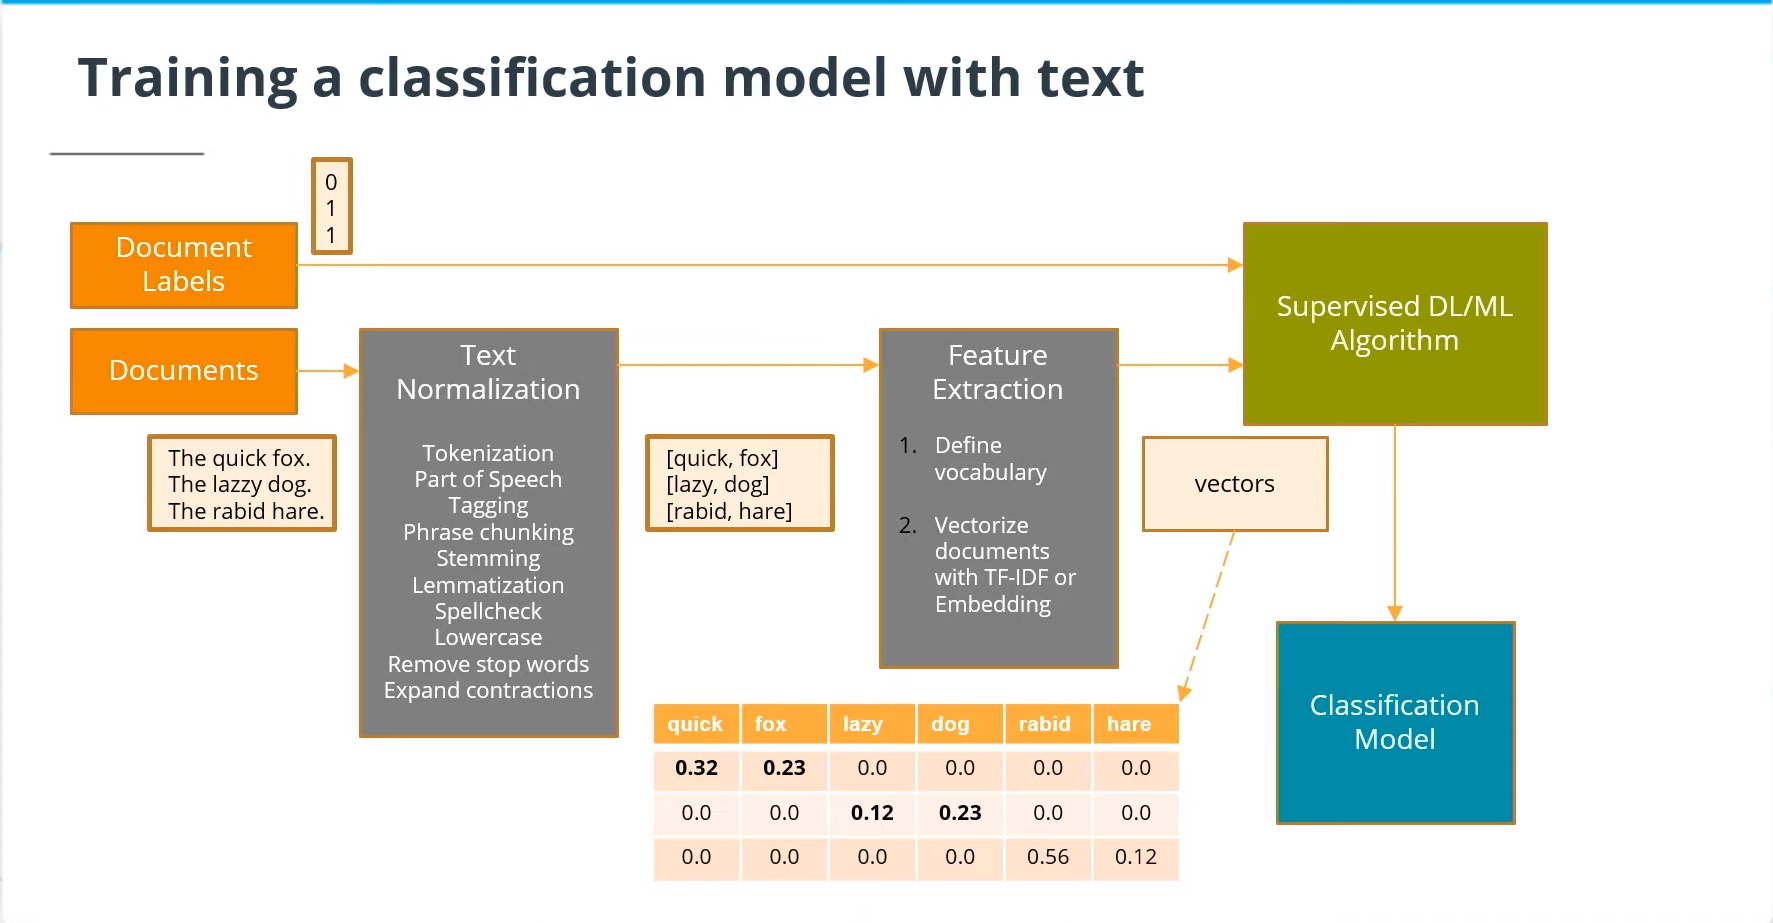 Training a classification model with text
0
1
1
Document
Labels
Documents
The quick fox.
The lazzy dog.
The rabid hare.
Text
Normalization
Tokenization
Part of Speech
Tagging
Phrase chunking
Stemming
Lemmatization
Spellcheck
Lowercase
Remove stop words
Expand contractions
[quick, fox]
[lazy, dog]
[rabid, hare]
Feature
Extraction
1. Define
vocabulary
2. Vectorize
documents
with TF-IDF or
Embedding
vectors
Supervised DL/ML
Algorithm
Classification
Model
quick fox lazy dog rabid hare
0.32 0.23 0.0 0.0 0.0 0.0
0.0 0.0 0.12 0.23 0.0 0.0
0.0 0.0 0.0 0.0 0.56 0.12